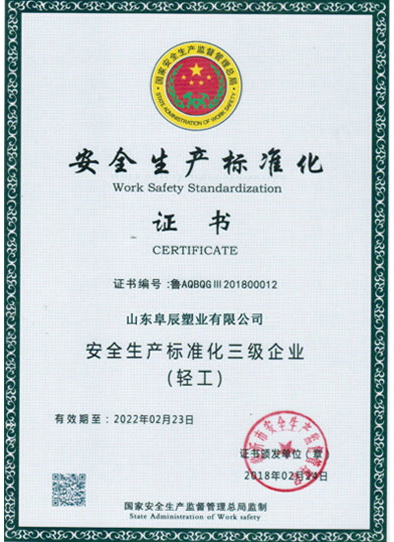 国家安全生产监督管理总局
STATE ADMINISTRATION OF WORK SAFETY
安全生产标准化
Work Safety Standardization
证书
CERTIFICATE
证书编号:鲁AQBQGⅢ201800012
山东阜辰塑业有限公司
安全生产标准化三级企业
(轻工)
有效期至:2022年02月23日
证书颁发单位(章)
2018年02月24日
国家安全生产监督管理总局监制
State Administration of Work safety